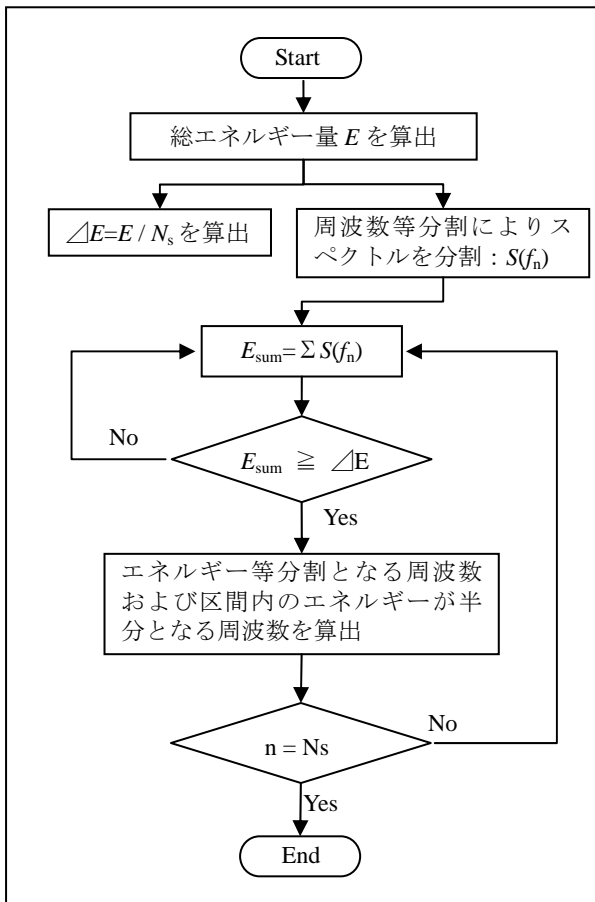 Start
総エネルギー量 E を算出
⊿E=E / Ns を算出
周波数等分割によりス
ペクトルを分割：S(fn)
Esum=Σ S(fn)
No
Esum ≧ ⊿E
Yes
エネルギー等分割となる周波数
および区間内のエネルギーが半
分となる周波数を算出
No
n = Ns
Yes
End